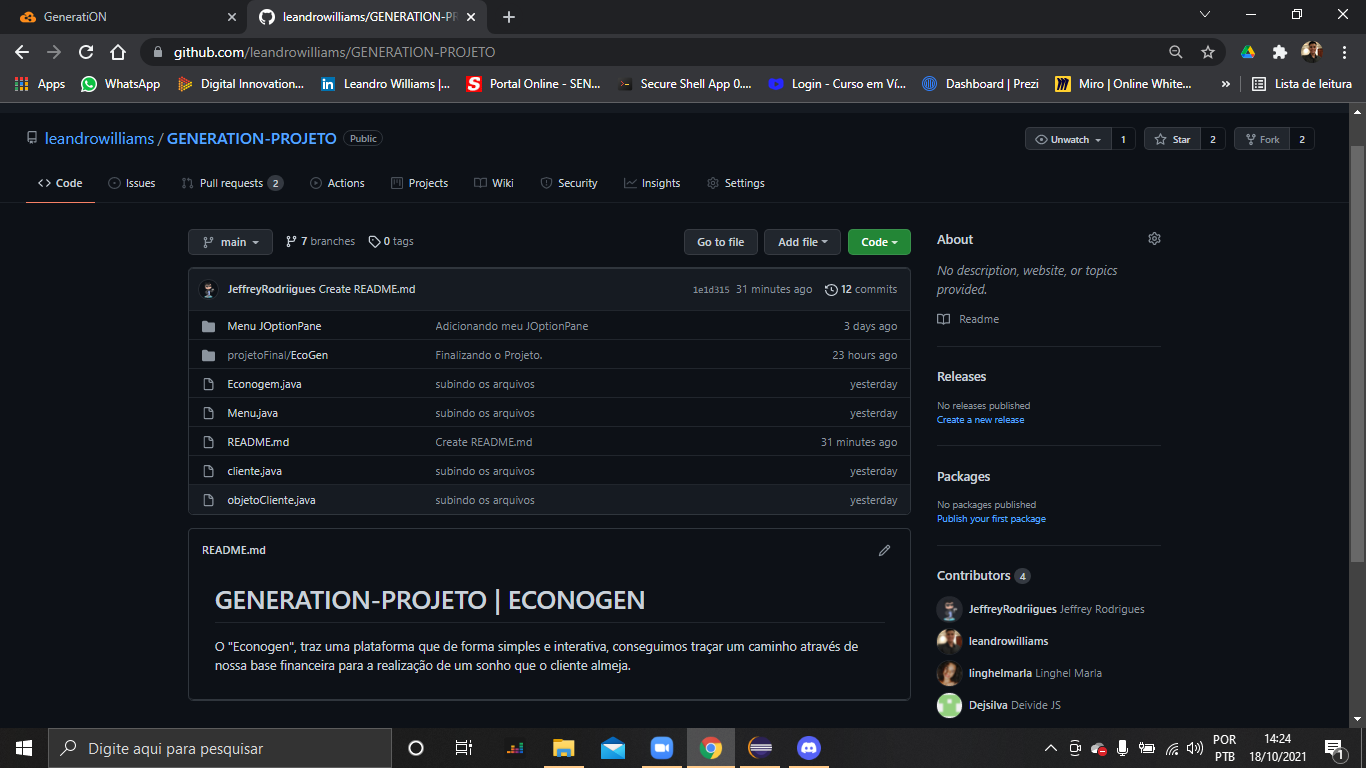 GeneratiON
leandrowilliams/GENERATION-PR
github.com/leandrowilliams/GENERATION-PROJETO
Apps WhatsApp Digital Innovation... Leandro Williams |... Portal Online - SEN... Secure Shell App 0.... Login - Curso em Ví... Dashboard | Prezi Miro | Online White... » Lista de leitura
leandrowilliams / GENERATION-PROJETO Public
Unwatch 1 Star 2 Fork 2
Code Issues Pull requests 2 Actions Projects Wiki Security Insights Settings
main 7 branches 0 tags Go to file Add file Code
JeffreyRodriigues Create README.md 1e1d315 31 minutes ago 12 commits
Menu JOptionPane Adicionando meu JOptionPane 3 days ago
projetoFinal/EcoGen Finalizando o Projeto. 23 hours ago
Econogem.java subindo os arquivos yesterday
Menu.java subindo os arquivos yesterday
README.md Create README.md 31 minutes ago
cliente.java subindo os arquivos yesterday
objetoCliente.java subindo os arquivos yesterday
README.md
GENERATION-PROJETO | ECONOGEN
O "Econogen", traz uma plataforma que de forma simples e interativa, conseguimos traçar um caminho através de
nossa base financeira para a realização de um sonho que o cliente almeja.
About
No description, website, or topics
provided.
Readme
Releases
No releases published
Create a new release
Packages
No packages published
Publish your first package
Contributors 4
JeffreyRodriigues Jeffrey Rodrigues
leandrowilliams
linghelmarla Linghel Maria
Dejsilva Deivide JS
Digite aqui para pesquisar
POR
PTB
14:24
18/10/2021
1